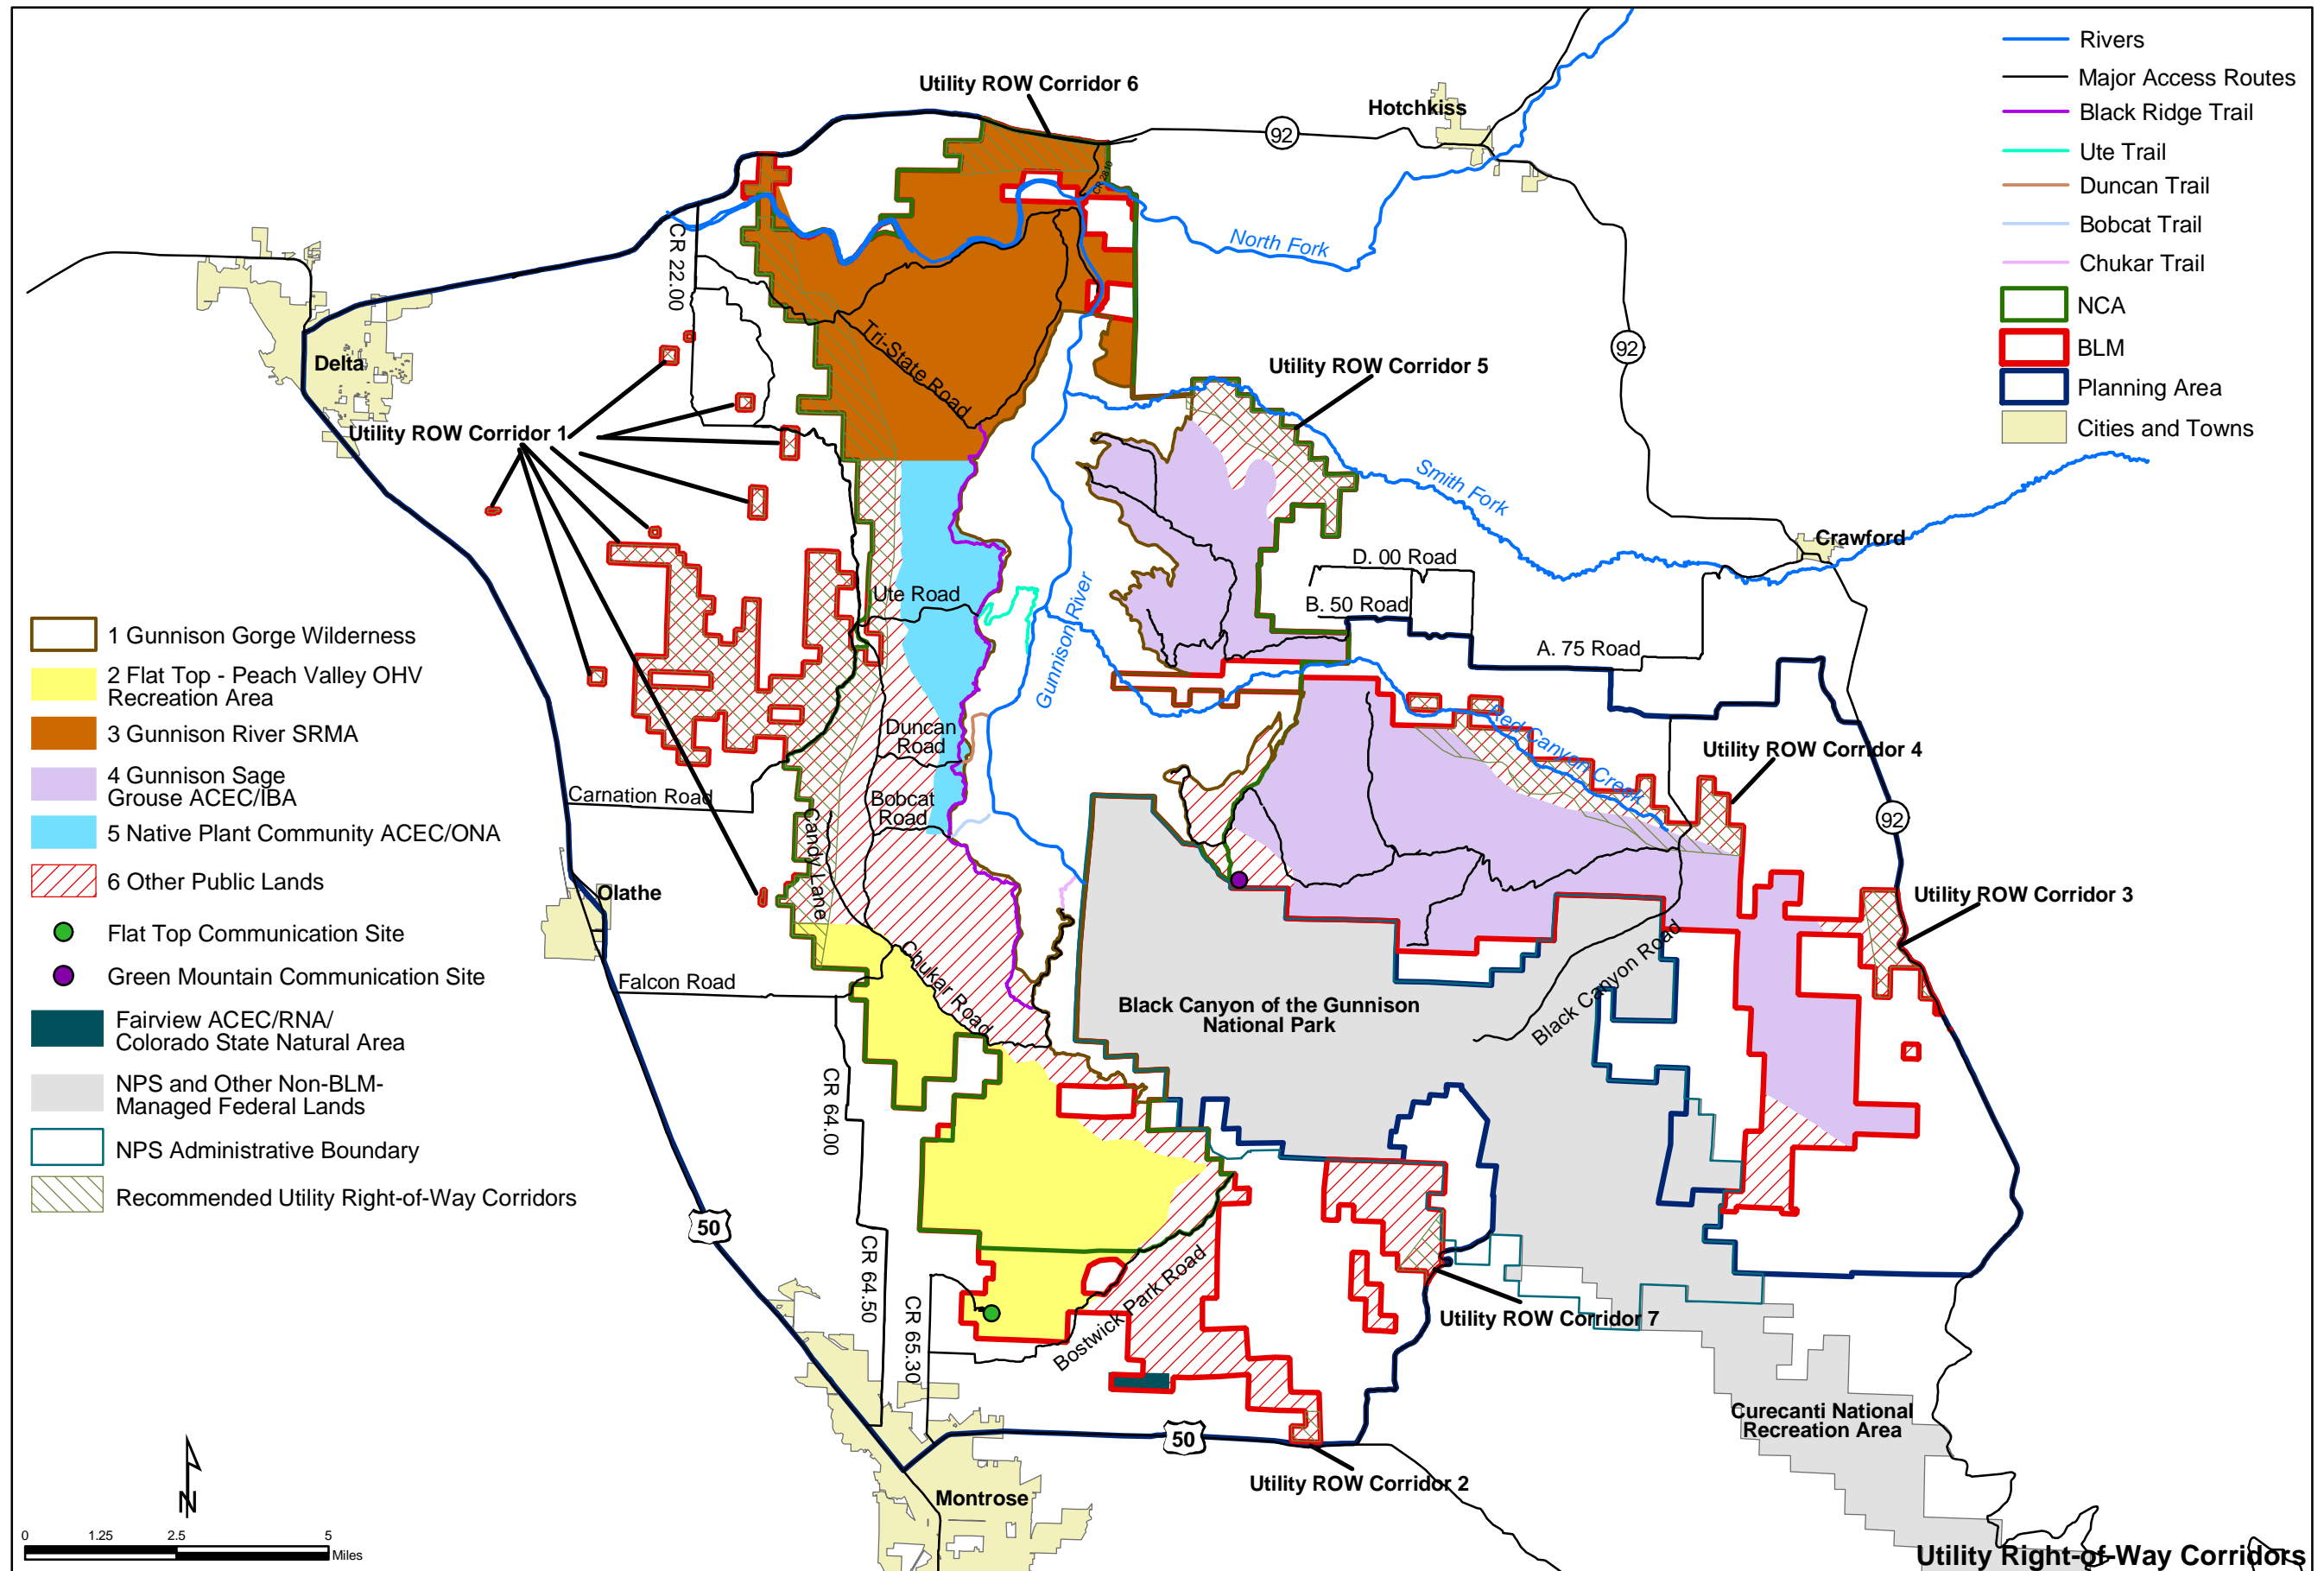 Utility ROW Corridor 6
Hotchkiss
92
CR 28.10
North Fork
CR 22.00
Delta
Tri-State Road
92
Utility ROW Corridor 5
Utility ROW Corridor 1
Smith Fork
Crawford
D. 00 Road
B. 50 Road
A. 75 Road
Ute Road
Gunnison River
Red Canyon Creek
Utility ROW Corridor 4
Duncan
Road
Bobcat
Road
Carnation Road
Candy Lane
92
Olathe
Utility ROW Corridor 3
Chukar Road
Falcon Road
Black Canyon Road
Black Canyon of the Gunnison
National Park
CR 64.00
50
CR 64.50
CR 65.30
Bostwick Park Road
Utility ROW Corridor 7
Curecanti National
Recreation Area
50
Utility ROW Corridor 2
Montrose
Rivers
Major Access Routes
Black Ridge Trail
Ute Trail
Duncan Trail
Bobcat Trail
Chukar Trail
NCA
BLM
Planning Area
Cities and Towns
1 Gunnison Gorge Wilderness
2 Flat Top - Peach Valley OHV
Recreation Area
3 Gunnison River SRMA
4 Gunnison Sage
Grouse ACEC/IBA
5 Native Plant Community ACEC/ONA
6 Other Public Lands
Flat Top Communication Site
Green Mountain Communication Site
Fairview ACEC/RNA/
Colorado State Natural Area
NPS and Other Non-BLM-
Managed Federal Lands
NPS Administrative Boundary
Recommended Utility Right-of-Way Corridors
N
0 1.25 2.5 5
Miles
Utility Right-of-Way Corridors